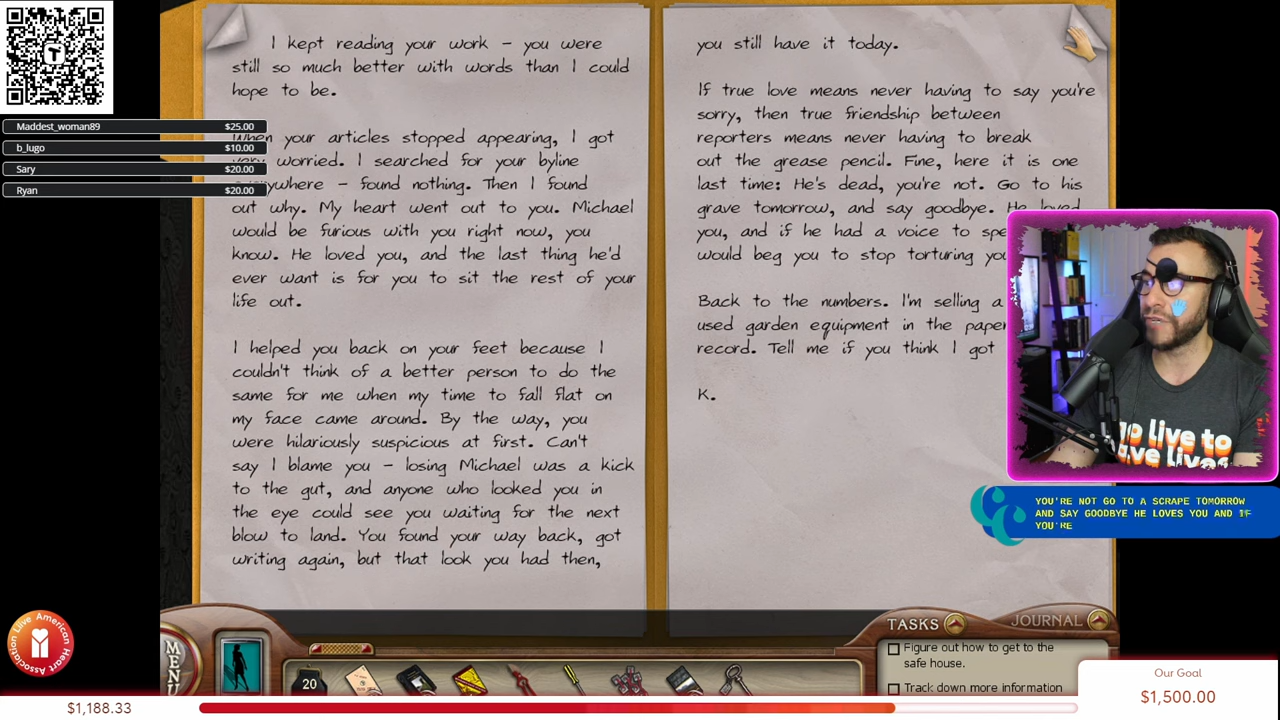 I kept reading your work - you were
still so much better with words than I could
hope to be.
When your articles stopped appearing, I got
very worried. I searched for your byline
everywhere - found nothing. Then I found
out why. My heart went out to you. Michael
would be furious with you right now, you
know. He loved you, and the last thing he'd
ever want is for you to sit the rest of your
life out.
I helped you back on your feet because I
couldn't think of a better person to do the
same for me when my time to fall flat on
my face came around. By the way, you
were hilariously suspicious at first. Can't
say I blame you - losing Michael was a kick
to the gut, and anyone who looked you in
the eye could see you waiting for the next
blow to land. You found your way back, got
writing again, but that look you had then,
you still have it today.
If true love means never having to say you're
sorry, then true friendship between
reporters means never having to break
out the grease pencil. Fine, here it is one
last time: He's dead, you're not. Go to his
grave tomorrow, and say goodbye. He loved
you, and if he had a voice to
would beg you to stop torturing
Back to the numbers. I'm selling a
used garden equipment in the
record. Tell me if you think I got
K.
Maddest_woman89 $25.00
b_lugo $10.00
Sary $20.00
Ryan $20.00
go live to
save lives
YOU'RE NOT GO TO A SCRAPE TOMORROW
AND SAY GOODBYE HE LOVES YOU AND IF
YOU'RE
MENU
20
TASKS
JOURNAL
Figure out how to get to the
safe house.
Track down more information
American Heart Association Live
$1,188.33
Our Goal
$1,500.00